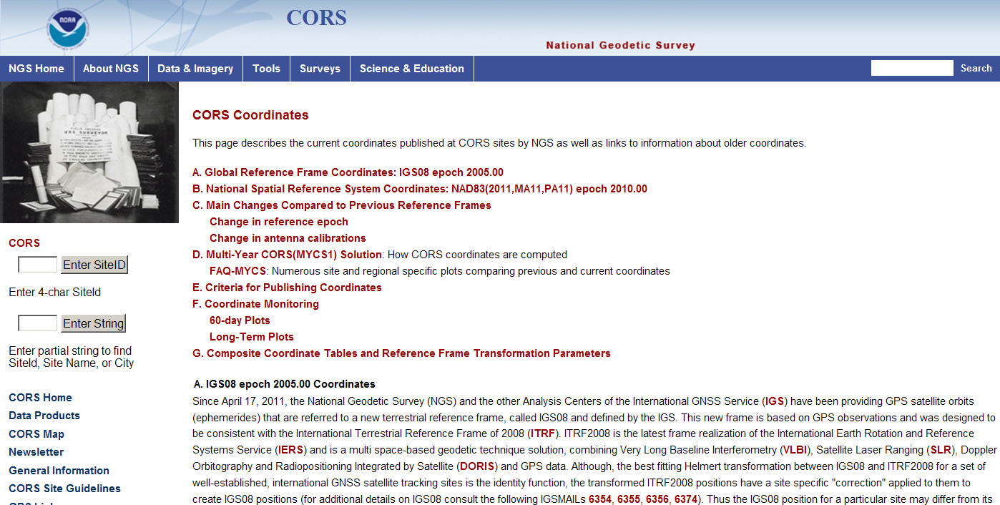 NOAA
CORS
National Geodetic Survey
NGS Home
About NGS
Data & Imagery
Tools
Surveys
Science & Education
Search
FIELD RECORDS
USS SURVEYOR
CORS
Enter SiteID
Enter 4-char SiteId
Enter String
Enter partial string to find
SiteId, Site Name, or City
CORS Home
Data Products
CORS Map
Newsletter
General Information
CORS Site Guidelines
CORS Coordinates
This page describes the current coordinates published at CORS sites by NGS as well as links to information about older coordinates.
A. Global Reference Frame Coordinates: IGS08 epoch 2005.00
B. National Spatial Reference System Coordinates: NAD83(2011,MA11,PA11) epoch 2010.00
C. Main Changes Compared to Previous Reference Frames
Change in reference epoch
Change in antenna calibrations
D. Multi-Year CORS(MYCS1) Solution: How CORS coordinates are computed
FAQ-MYCS: Numerous site and regional specific plots comparing previous and current coordinates
E. Criteria for Publishing Coordinates
F. Coordinate Monitoring
60-day Plots
Long-Term Plots
G. Composite Coordinate Tables and Reference Frame Transformation Parameters
A. IGS08 epoch 2005.00 Coordinates
Since April 17, 2011, the National Geodetic Survey (NGS) and the other Analysis Centers of the International GNSS Service (IGS) have been providing GPS satellite orbits
(ephemerides) that are referred to a new terrestrial reference frame, called IGS08 and defined by the IGS. This new frame is based on GPS observations and was designed to
be consistent with the International Terrestrial Reference Frame of 2008 (ITRF). ITRF2008 is the latest frame realization of the International Earth Rotation and Reference
Systems Service (IERS) and is a multi space-based geodetic technique solution, combining Very Long Baseline Interferometry (VLBI), Satellite Laser Ranging (SLR), Doppler
Orbitography and Radiopositioning Integrated by Satellite (DORIS) and GPS data. Although, the best fitting Helmert transformation between IGS08 and ITRF2008 for a set of
well-established, international GNSS satellite tracking sites is the identity function, the transformed ITRF2008 positions have a site specific "correction" applied to them to
create IGS08 positions (for additional details on IGS08 consult the following IGSMAILs 6354, 6355, 6356, 6374). Thus the IGS08 position for a particular site may differ from its